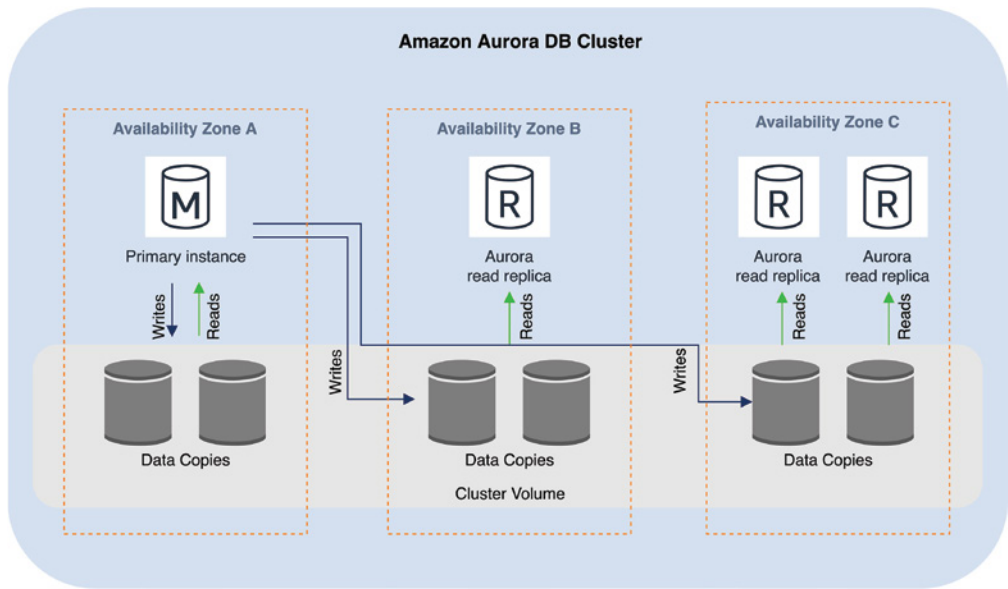 Amazon Aurora DB Cluster
Availability Zone A
M
Primary instance
Writes
Reads
Data Copies
Availability Zone B
R
Aurora
read replica
Reads
Writes
Data Copies
Availability Zone C
R
R
Aurora
read replica
Aurora
read replica
Reads
Reads
Writes
Data Copies
Cluster Volume